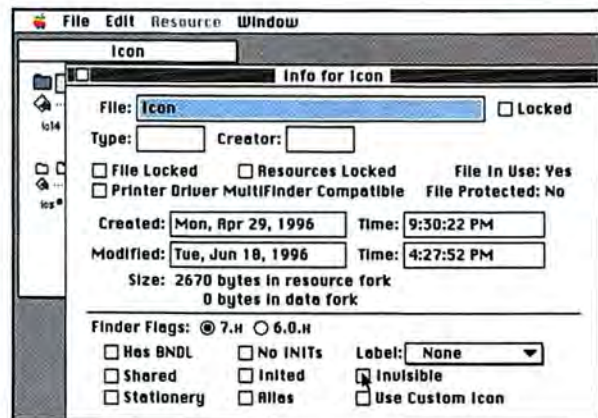 File Edit Resource Window
Icon
Info for Icon
File: Icon Locked
Type: Creator:
icl4
File Locked Resources Locked File In Use: Yes
Printer Driver MultiFinder Compatible File Protected: No
ics#
Created: Mon, Apr 29, 1996 Time: 9:30:22 PM
Modified: Tue, Jun 18, 1996 Time: 4:27:52 PM
Size: 2670 bytes in resource fork
0 bytes in data fork
Finder Flags: 7.x 6.0.x
Has BNDL No INITs Label: None
Shared Inited Invisible
Stationery Alias Use Custom Icon